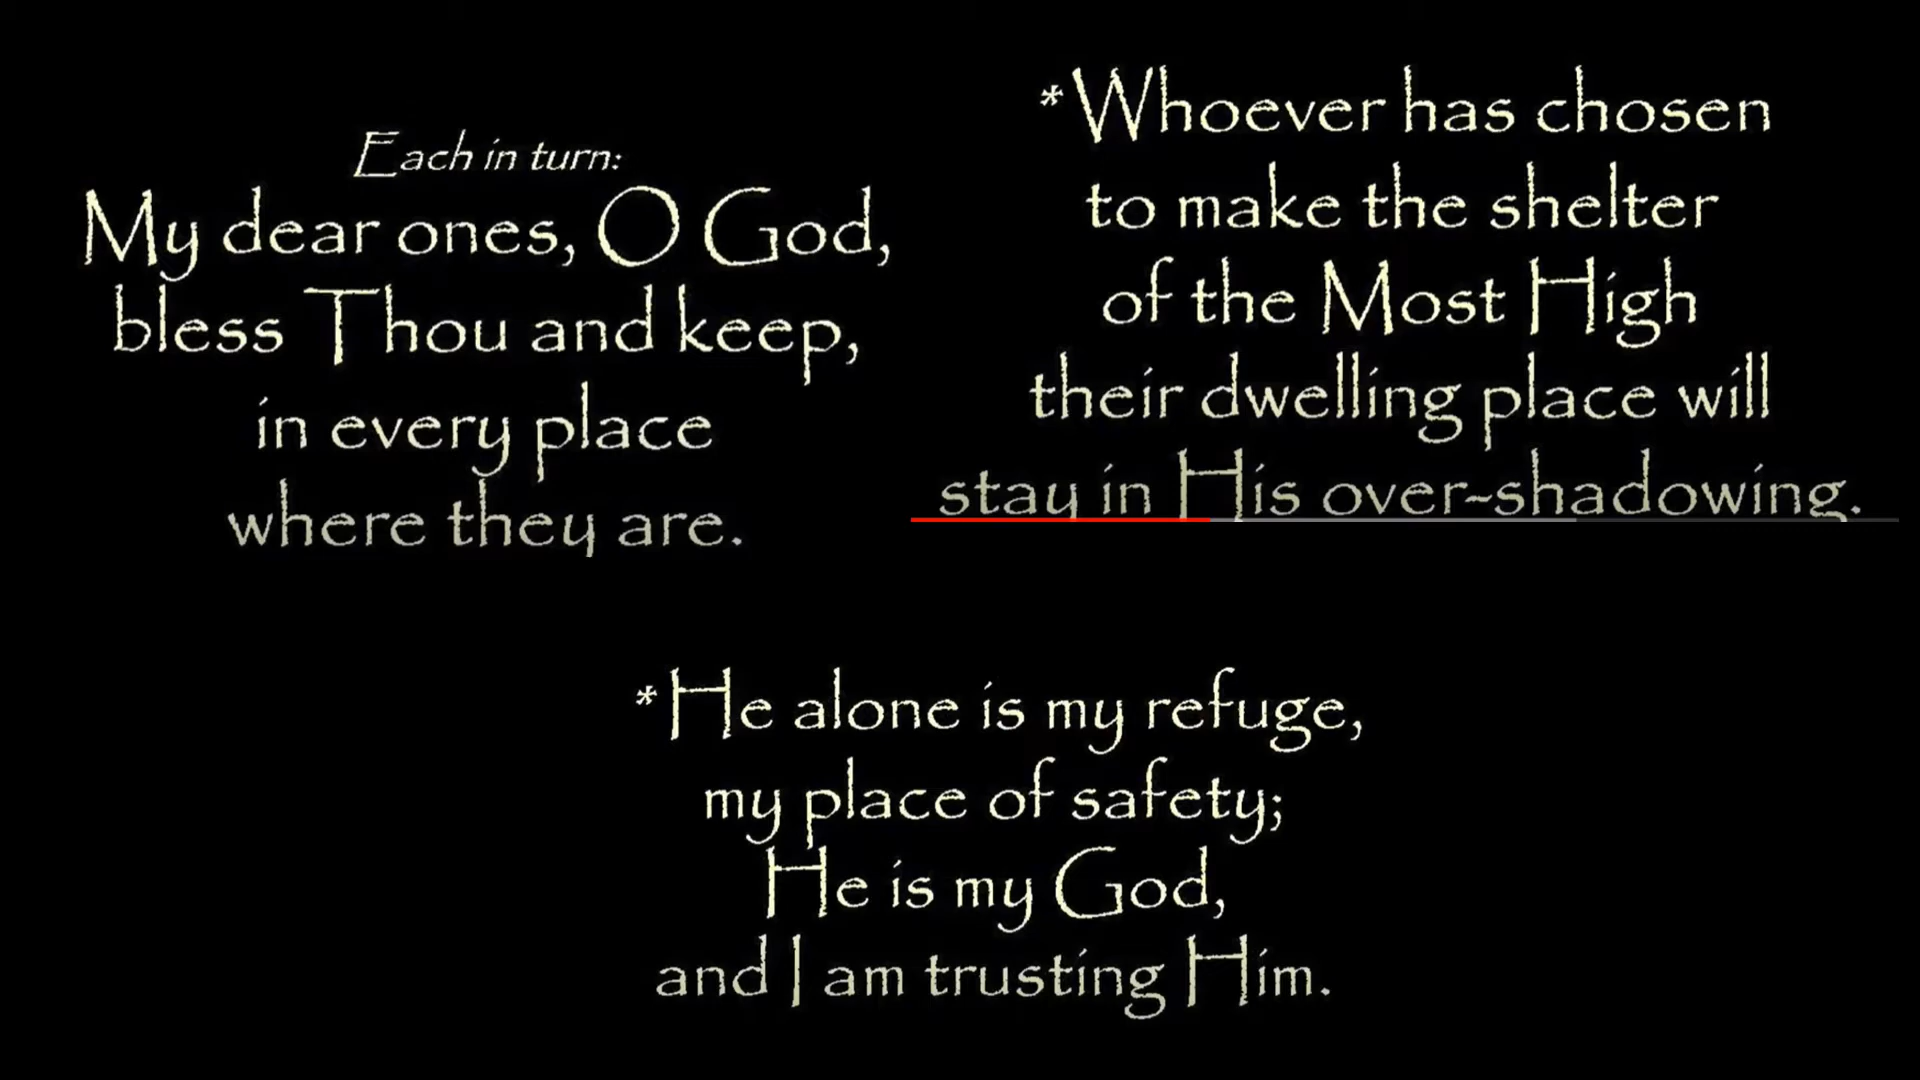 Each in turn:
My dear ones, O God,
bless Thou and keep,
in every place
where they are.
*Whoever has chosen
to make the shelter
of the Most High
their dwelling place will
stay in His over-shadowing.
*He alone is my refuge,
my place of safety;
He is my God,
and I am trusting Him.